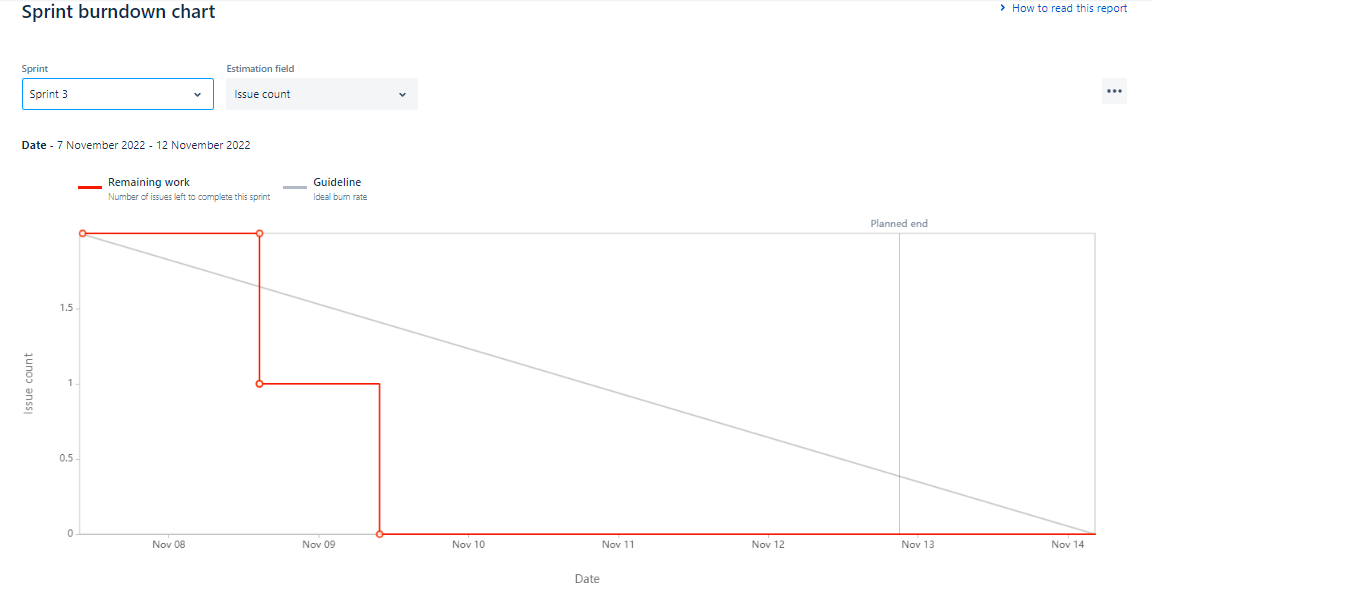 Sprint burndown chart
How to read this report
Sprint
Estimation field
Sprint 3
Issue count
Date - 7 November 2022 - 12 November 2022
Remaining work
Number of issues left to complete this sprint
Guideline
Ideal burn rate
Planned end
1.5
1
0.5
0
Issue count
Nov 08
Nov 09
Nov 10
Nov 11
Nov 12
Nov 13
Nov 14
Date